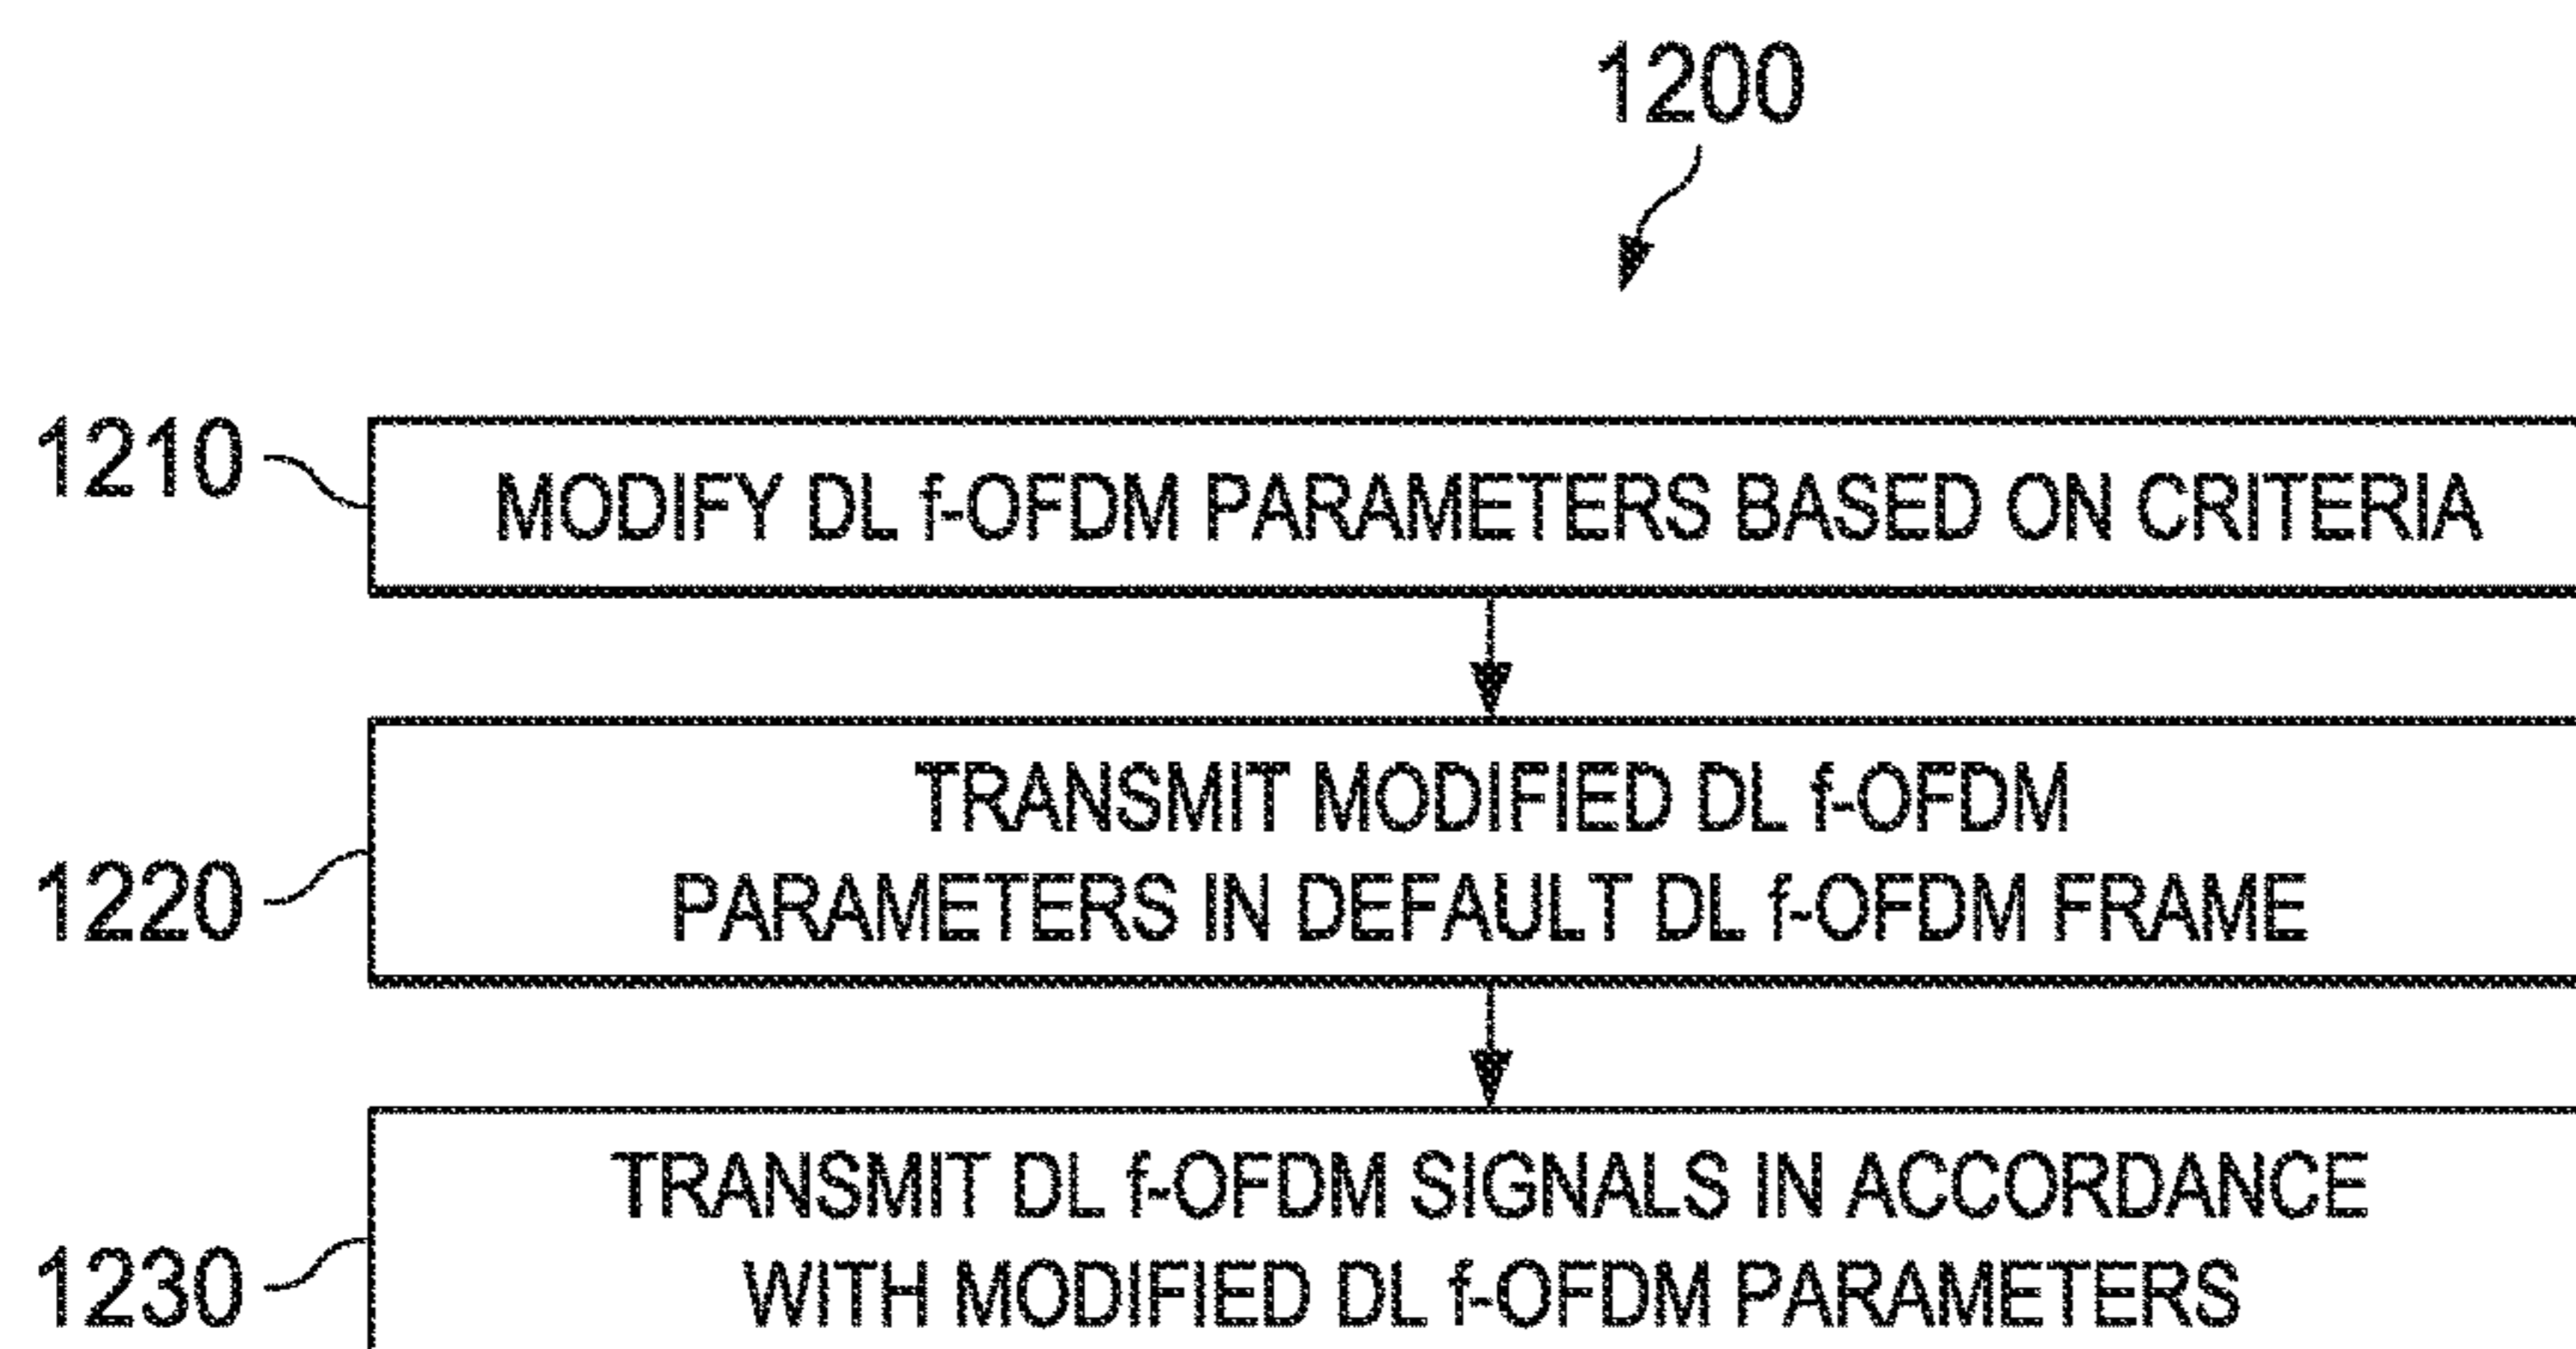 1200
1210
MODIFY DL f-OFDM PARAMETERS BASED ON CRITERIA
1220
TRANSMIT MODIFIED DL f-OFDM
PARAMETERS IN DEFAULT DL f-OFDM FRAME
1230
TRANSMIT DL f-OFDM SIGNALS IN ACCORDANCE
WITH MODIFIED DL f-OFDM PARAMETERS